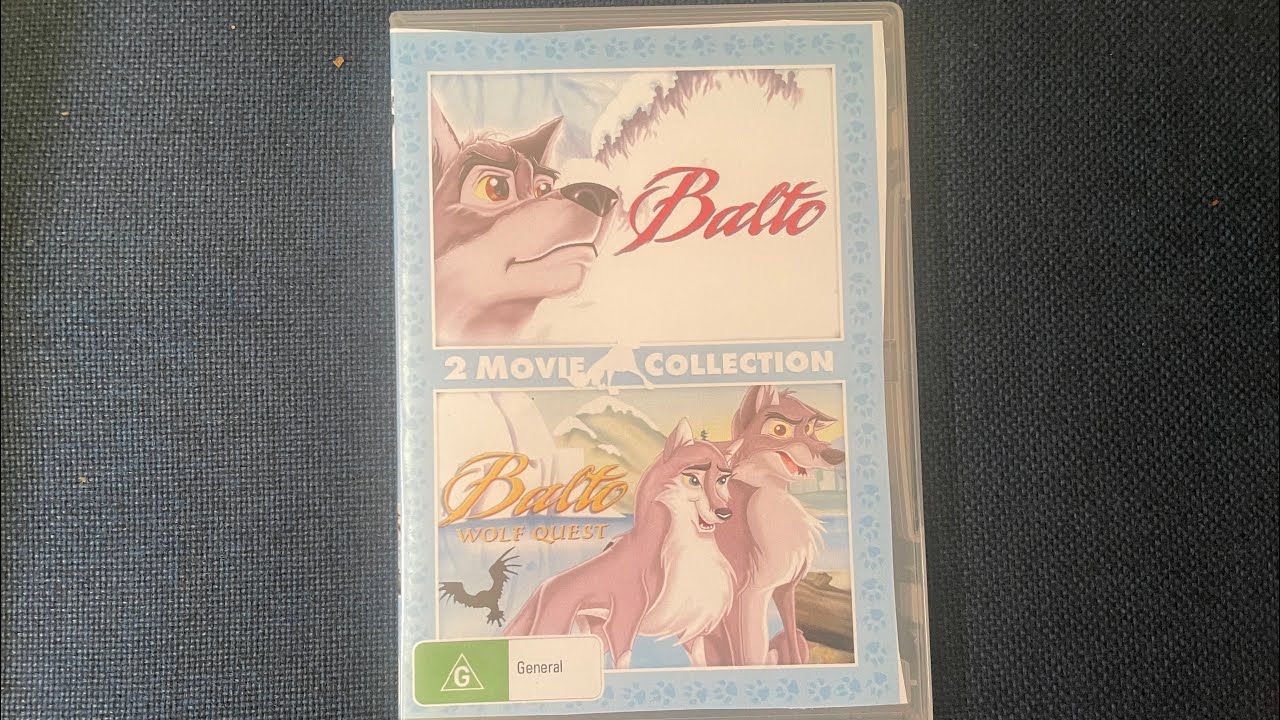 Balto
2 MOVIE COLLECTION
Balto
WOLF QUEST
G General